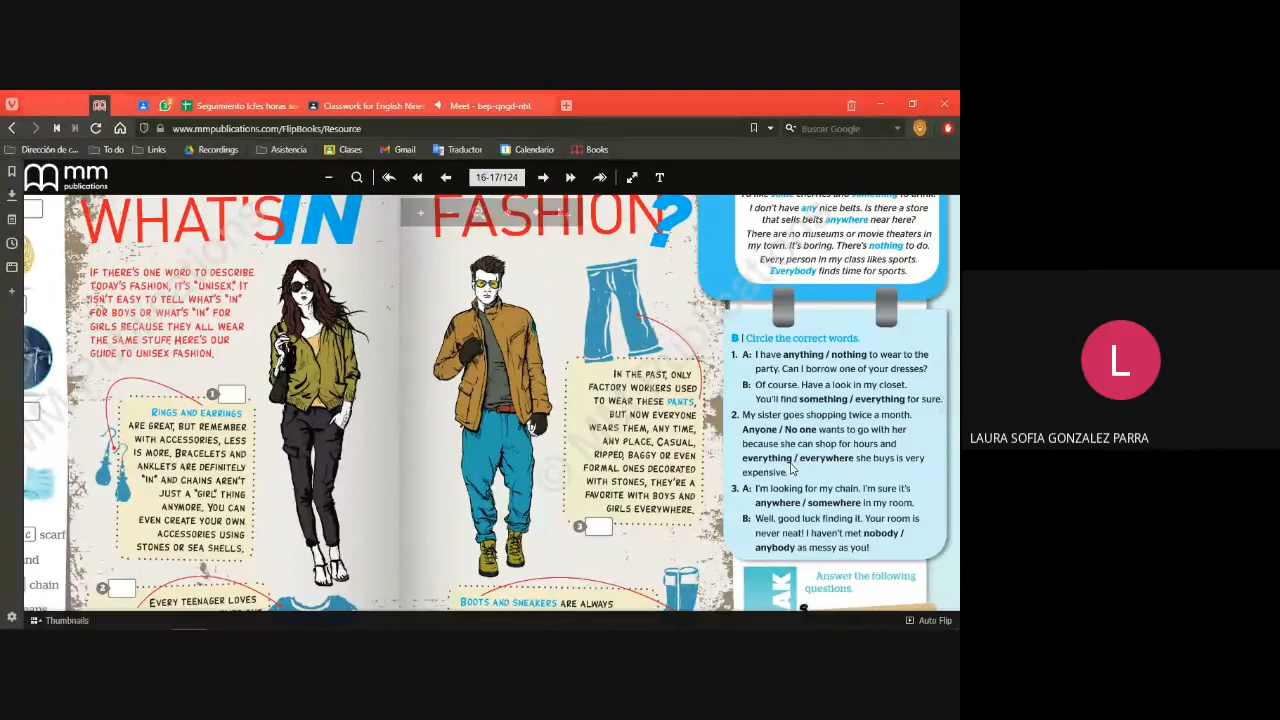 Seguimiento Icfes horas so
Classwork for English Nine
Meet - bep-qngd-nht
www.mmpublications.com/FlipBooks/Resource
Buscar Google
Dirección de c...
To do
Links
Recordings
Asistencia
Clases
Gmail
Traductor
Calendario
Books
mm
publications
16-17/124
WHAT'S IN FASHION?
IF THERE'S ONE WORD TO DESCRIBE
TODAY'S FASHION, IT'S "UNISEX." IT
ISN'T EASY TO TELL WHAT'S "IN"
FOR BOYS OR WHAT'S "IN" FOR
GIRLS BECAUSE THEY ALL WEAR
THE SAME STUFF. HERE'S OUR
GUIDE TO UNISEX FASHION.
1
RINGS AND EARRINGS
ARE GREAT, BUT REMEMBER
WITH ACCESSORIES, LESS
IS MORE. BRACELETS AND
ANKLETS ARE DEFINITELY
"IN" AND CHAINS AREN'T
JUST A "GIRL" THING
ANYMORE. YOU CAN
EVEN CREATE YOUR OWN
ACCESSORIES USING
STONES OR SEA SHELLS.
c scarf
chain
2
EVERY TEENAGER LOVES
IN THE PAST, ONLY
FACTORY WORKERS USED
TO WEAR THESE PANTS,
BUT NOW EVERYONE
WEARS THEM, ANY TIME,
ANY PLACE. CASUAL,
RIPPED, BAGGY OR EVEN
FORMAL ONES DECORATED
WITH STONES, THEY'RE A
FAVORITE WITH BOYS AND
GIRLS EVERYWHERE.
3
BOOTS AND SNEAKERS ARE ALWAYS
I don't have any nice belts. Is there a store
that sells belts anywhere near here?
There are no museums or movie theaters in
my town. It's boring. There's nothing to do.
Every person in my class likes sports.
Everybody finds time for sports.
B | Circle the correct words.
1. A: I have anything / nothing to wear to the
party. Can I borrow one of your dresses?
B: Of course. Have a look in my closet.
You'll find something / everything for sure.
2. My sister goes shopping twice a month.
Anyone / No one wants to go with her
because she can shop for hours and
everything / everywhere she buys is very
expensive.
3. A: I'm looking for my chain. I'm sure it's
anywhere / somewhere in my room.
B: Well, good luck finding it. Your room is
never neat! I haven't met nobody /
anybody as messy as you!
Answer the following
questions.
Thumbnails
Auto Flip
L
LAURA SOFIA GONZALEZ PARRA